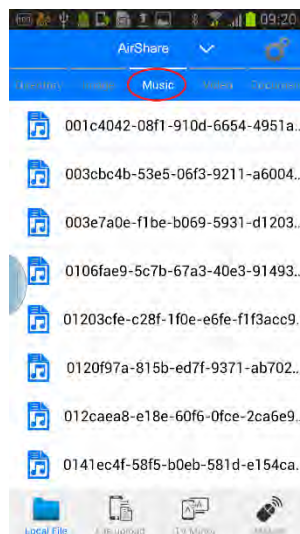 09:20
AirShare
Music
001c4042-08f1-910d-6654-4951a..
003cbc4b-53e5-06f3-9211-a6004..
003e7a0e-f1be-b069-5931-d1203..
0106fae9-5c7b-67a3-40e3-91493..
01203cfe-c28f-1f0e-e6fe-f1f3acc9.
0120f97a-815b-ed7f-9371-ab702..
012caea8-e18e-60f6-0fce-2ca6e9..
0141ec4f-58f5-b0eb-581d-e154ca.
Local File